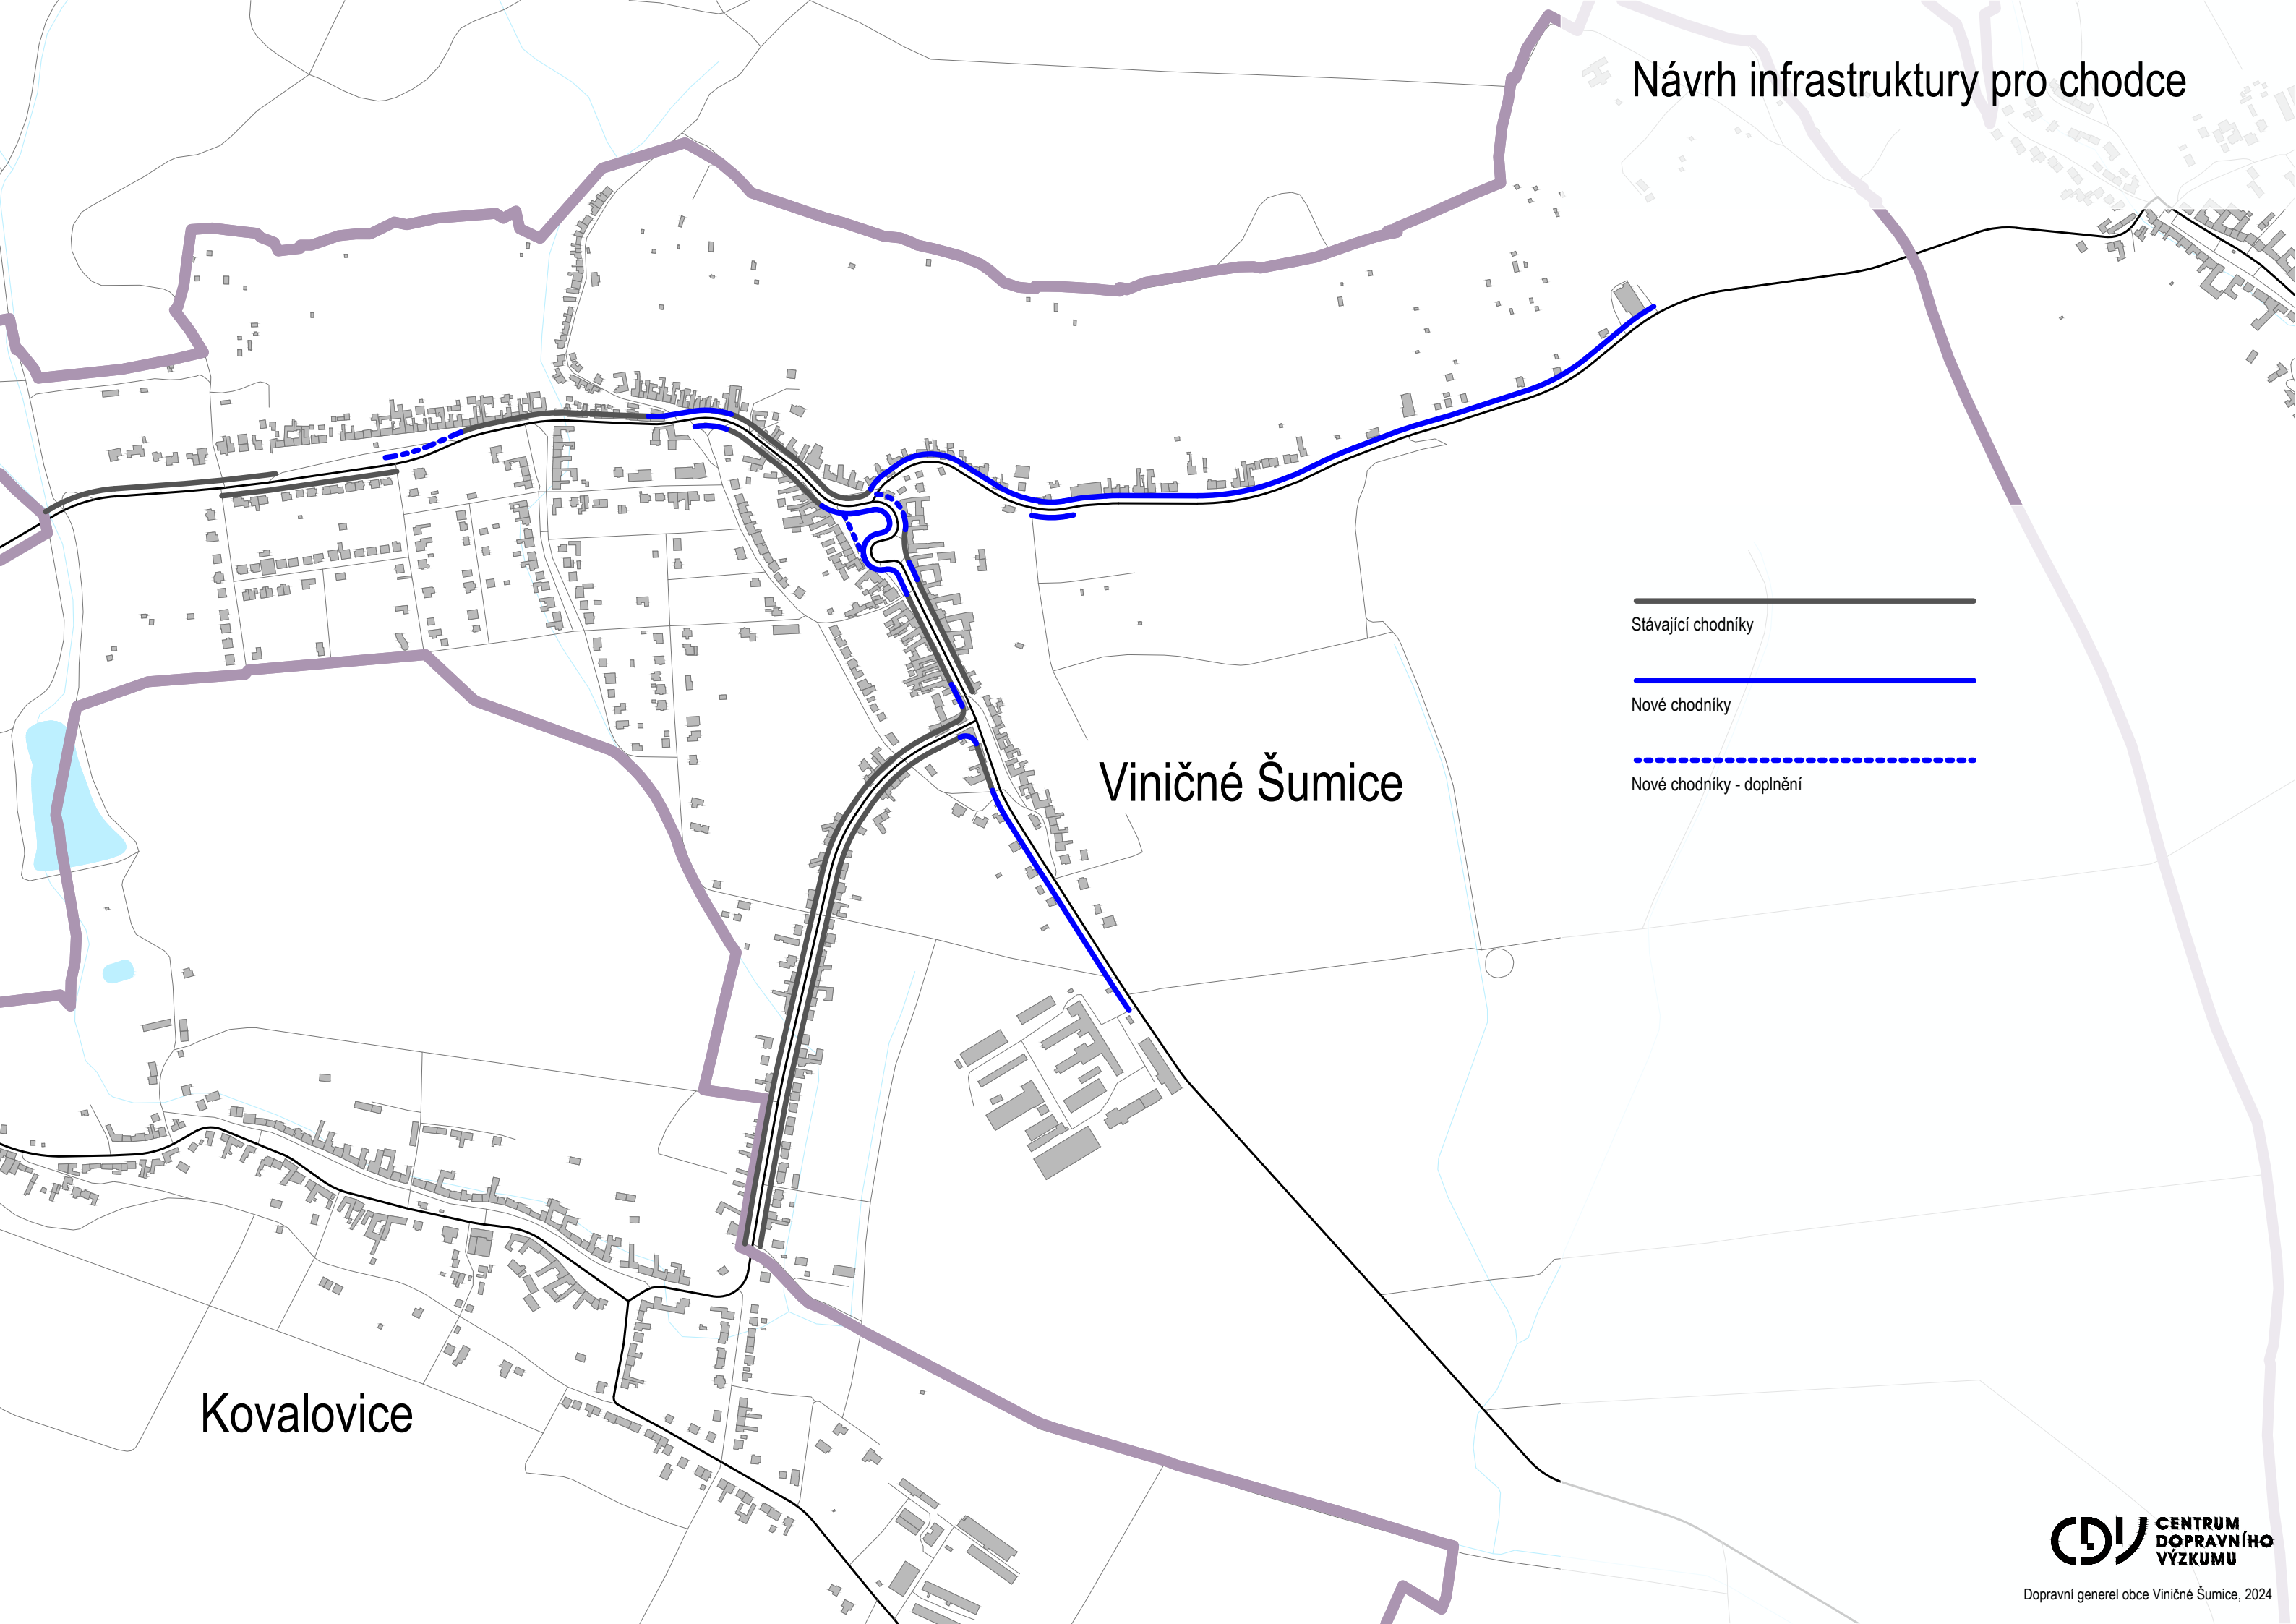 Návrh infrastruktury pro chodce
Stávající chodníky
Nové chodníky
Nové chodníky - doplnění
Viničné Šumice
Kovalovice
CDV
CENTRUM
DOPRAVNÍHO
VÝZKUMU
Dopravní generel obce Viničné Šumice, 2024